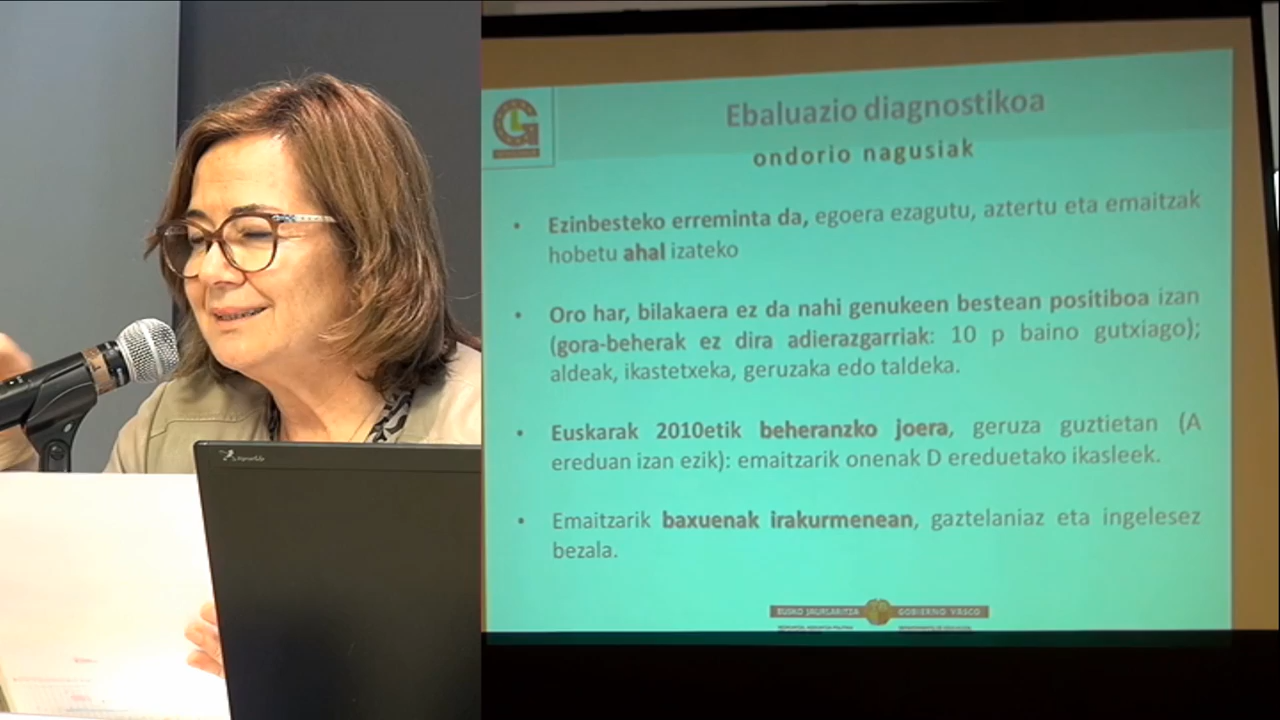 Ebaluazio diagnostikoa
ondorio nagusiak
• Ezinbesteko erreminta da, egoera ezagutu, aztertu eta emaitzak
hobetu ahal izateko
• Oro har, bilakaera ez da nahi genukeen bestean positiboa izan
(gora-beherak ez dira adierazgarriak: 10 p baino gutxiago);
aldeak, ikastetxeka, geruzaka edo taldeka.
• Euskarak 2010etik beheranzko joera, geruza guztietan (A
ereduan izan ezik): emaitzarik onenak D ereduetako ikasleek.
• Emaitzarik baxuenak irakurmenean, gaztelaniaz eta ingelesez
bezala.
EUSKO JAURLARITZA GOBIERNO VASCO